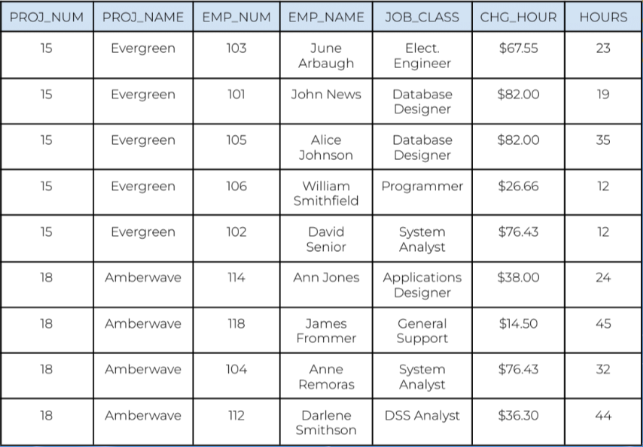 PROJ_NUM PROJ_NAME EMP_NUM EMP_NAME JOB_CLASS CHG_HOUR HOURS
15 Evergreen 103 June Arbaugh Elect. Engineer $67.55 23
15 Evergreen 101 John News Database Designer $82.00 19
15 Evergreen 105 Alice Johnson Database Designer $82.00 35
15 Evergreen 106 William Smithfield Programmer $26.66 12
15 Evergreen 102 David Senior System Analyst $76.43 12
18 Amberwave 114 Ann Jones Applications Designer $38.00 24
18 Amberwave 118 James Frommer General Support $14.50 45
18 Amberwave 104 Anne Remoras System Analyst $76.43 32
18 Amberwave 112 Darlene Smithson DSS Analyst $36.30 44